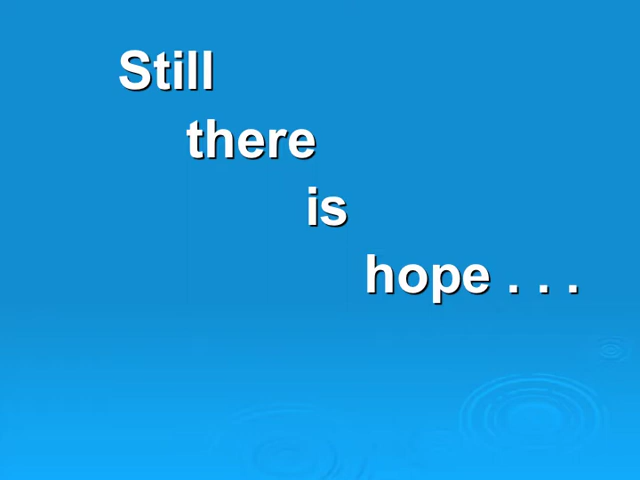 Still
there
is
hope . . .